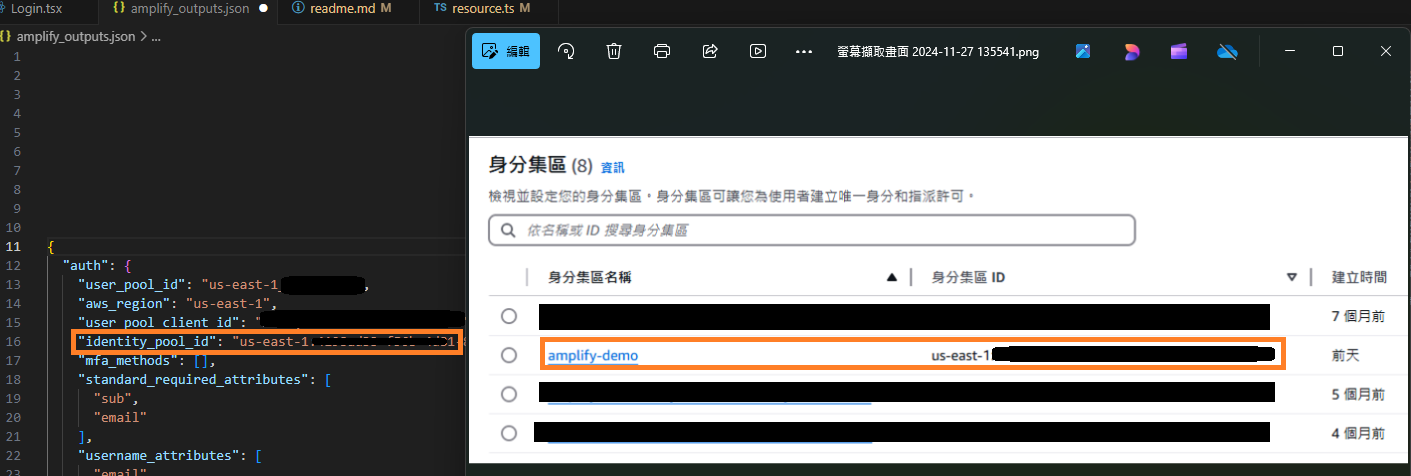 Login.tsx
{} amplify_outputs.json ●
readme.md M
TS resource.ts M
{} amplify_outputs.json > ...
1
2
3
4
5
6
7
8
9
10
11 {
12 "auth": {
13 "user_pool_id": "us-east-1_ ,
14 "aws_region": "us-east-1",
15 "user_pool_client_id": "
16 "identity_pool_id": "us-east-1:
17 "mfa_methods": [],
18 "standard_required_attributes": [
19 "sub",
20 "email"
21 ],
22 "username_attributes": [
23 "email"
編輯
螢幕擷取畫面 2024-11-27 135541.png
身分集區 (8) 資訊
檢視並設定您的身分集區。身分集區可讓您為使用者建立唯一身分和指派許可。
依名稱或 ID 搜尋身分集區
身分集區名稱 身分集區 ID 建立時間
7 個月前
amplify-demo us-east-1 前天
5 個月前
4 個月前